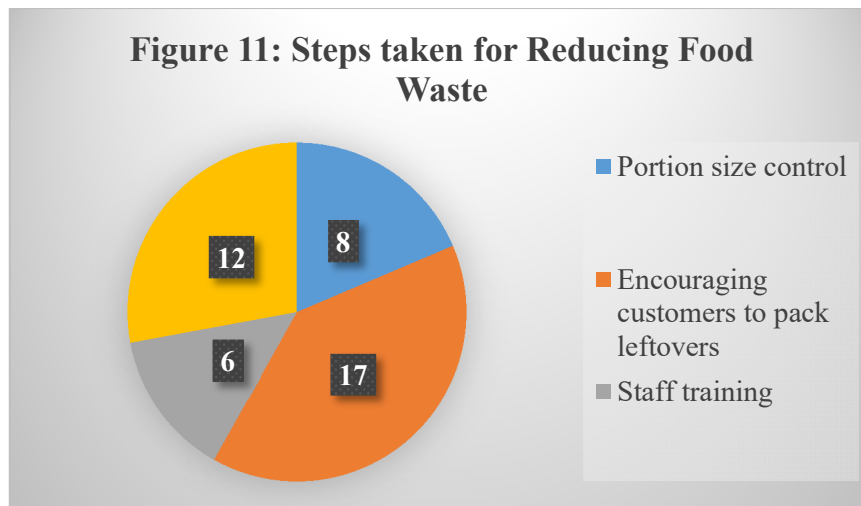 Figure 11: Steps taken for Reducing Food
Waste
8
17
6
12
Portion size control
Encouraging
customers to pack
leftovers
Staff training